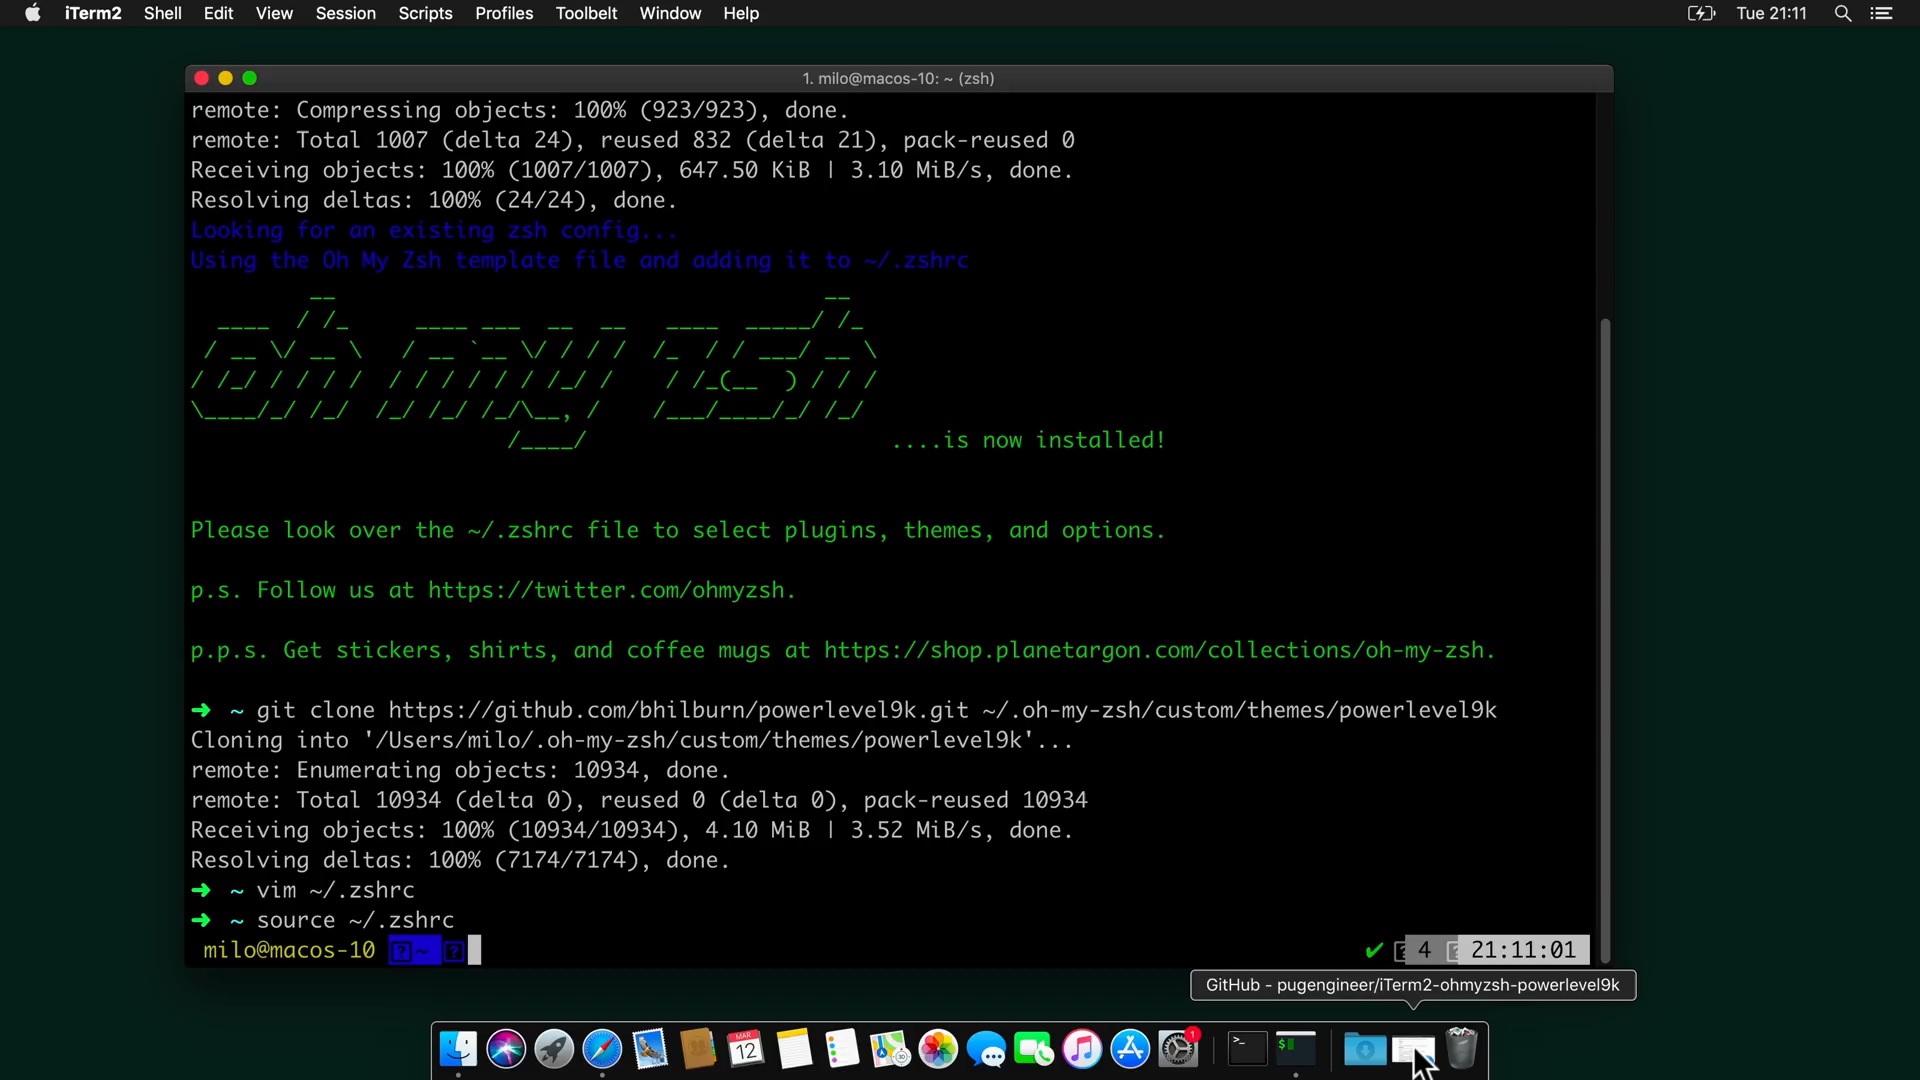 iTerm2 Shell Edit View Session Scripts Profiles Toolbelt Window Help Tue 21:11
1. milo@macos-10: ~ (zsh)
remote: Compressing objects: 100% (923/923), done.
remote: Total 1007 (delta 24), reused 832 (delta 21), pack-reused 0
Receiving objects: 100% (1007/1007), 647.50 KiB | 3.10 MiB/s, done.
Resolving deltas: 100% (24/24), done.
Looking for an existing zsh config...
Using the Oh My Zsh template file and adding it to ~/.zshrc
oh my zsh
....is now installed!
Please look over the ~/.zshrc file to select plugins, themes, and options.
p.s. Follow us at https://twitter.com/ohmyzsh.
p.p.s. Get stickers, shirts, and coffee mugs at https://shop.planetargon.com/collections/oh-my-zsh.
➜ ~ git clone https://github.com/bhilburn/powerlevel9k.git ~/.oh-my-zsh/custom/themes/powerlevel9k
Cloning into '/Users/milo/.oh-my-zsh/custom/themes/powerlevel9k'...
remote: Enumerating objects: 10934, done.
remote: Total 10934 (delta 0), reused 0 (delta 0), pack-reused 10934
Receiving objects: 100% (10934/10934), 4.10 MiB | 3.52 MiB/s, done.
Resolving deltas: 100% (7174/7174), done.
➜ ~ vim ~/.zshrc
➜ ~ source ~/.zshrc
milo@macos-10 ~ ✔ 4 21:11:01
GitHub - pugengineer/iTerm2-ohmyzsh-powerlevel9k
MAR
12
1